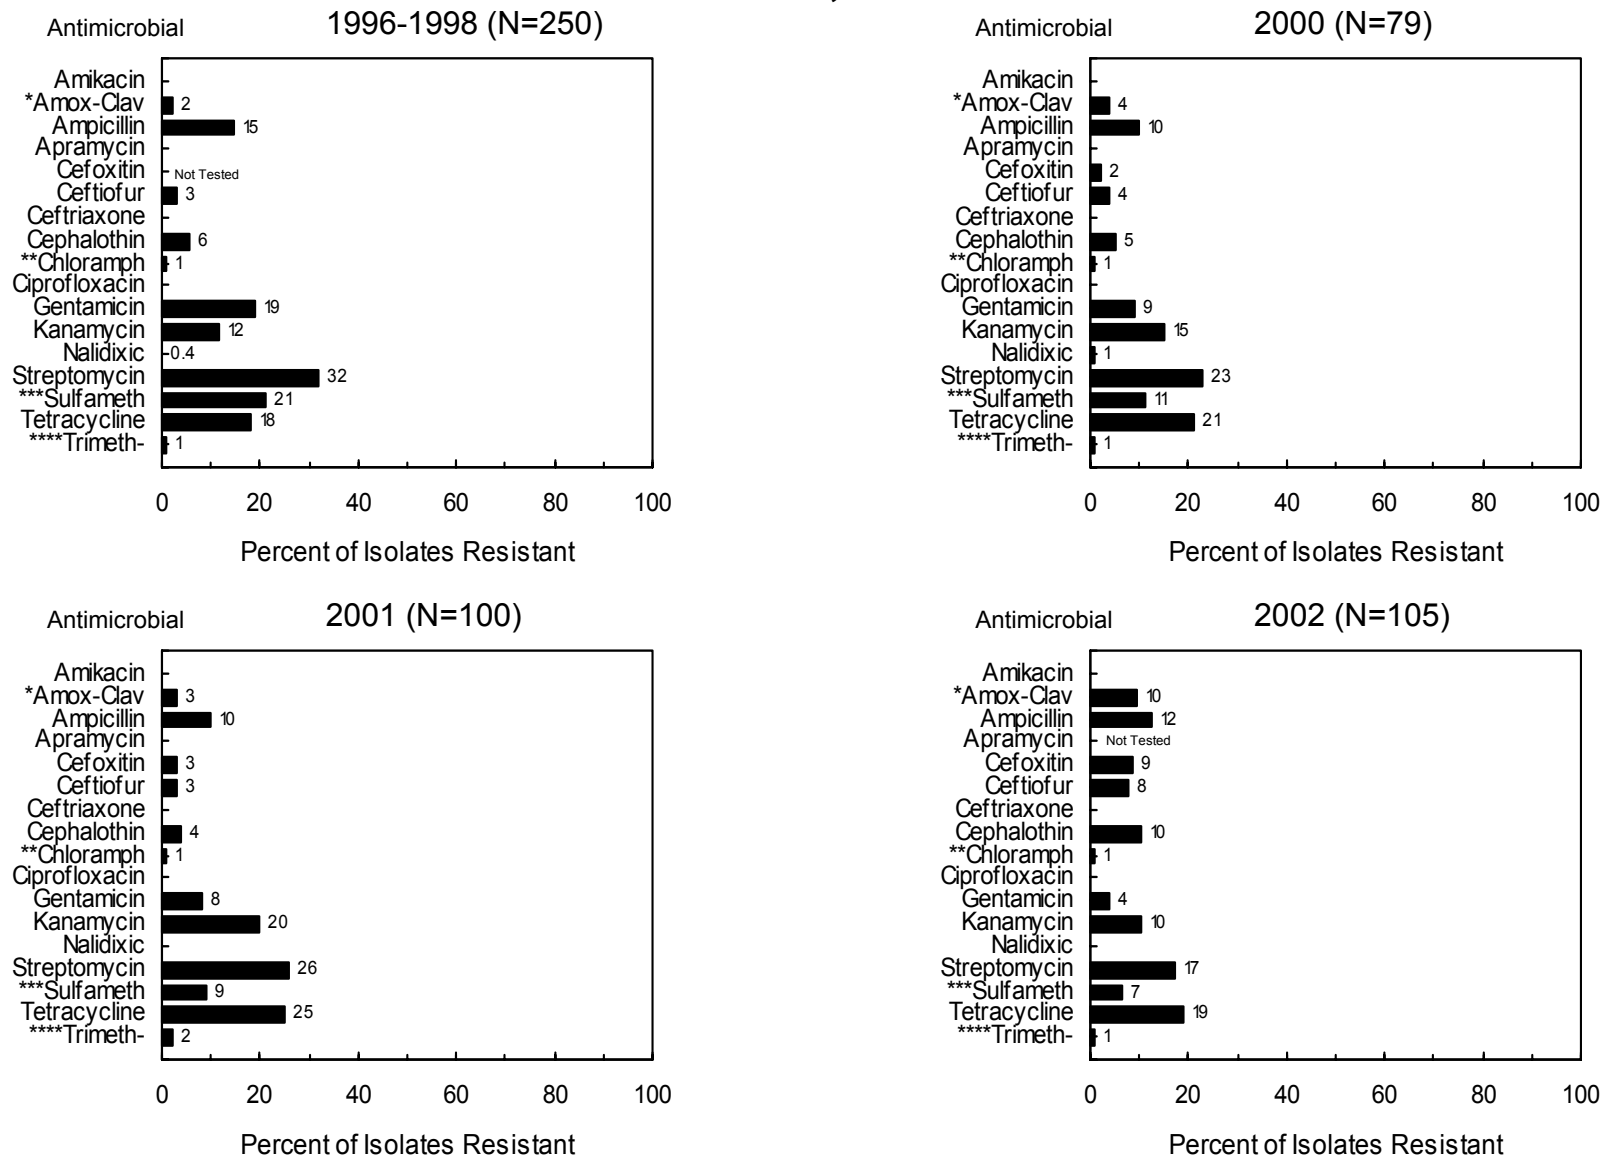 Antimicrobial
1996-1998 (N=250)
Amikacin
*Amox-Clav 2
Ampicillin 15
Apramycin
Cefoxitin Not Tested
Ceftiofur 3
Ceftriaxone
Cephalothin 6
**Chloramph 1
Ciprofloxacin
Gentamicin 19
Kanamycin 12
Nalidixic 0.4
Streptomycin 32
***Sulfameth 21
Tetracycline 18
****Trimeth- 1
0 20 40 60 80 100
Percent of Isolates Resistant
Antimicrobial
2000 (N=79)
Amikacin
*Amox-Clav 4
Ampicillin 10
Apramycin
Cefoxitin 2
Ceftiofur 4
Ceftriaxone
Cephalothin 5
**Chloramph 1
Ciprofloxacin
Gentamicin 9
Kanamycin 15
Nalidixic 1
Streptomycin 23
***Sulfameth 11
Tetracycline 21
****Trimeth- 1
0 20 40 60 80 100
Percent of Isolates Resistant
Antimicrobial
2001 (N=100)
Amikacin
*Amox-Clav 3
Ampicillin 10
Apramycin
Cefoxitin 3
Ceftiofur 3
Ceftriaxone
Cephalothin 4
**Chloramph 1
Ciprofloxacin
Gentamicin 8
Kanamycin 20
Nalidixic
Streptomycin 26
***Sulfameth 9
Tetracycline 25
****Trimeth- 2
0 20 40 60 80 100
Percent of Isolates Resistant
Antimicrobial
2002 (N=105)
Amikacin
*Amox-Clav 10
Ampicillin 12
Apramycin Not Tested
Cefoxitin 9
Ceftiofur 8
Ceftriaxone
Cephalothin 10
**Chloramph 1
Ciprofloxacin
Gentamicin 4
Kanamycin 10
Nalidixic
Streptomycin 17
***Sulfameth 7
Tetracycline 19
****Trimeth- 1
0 20 40 60 80 100
Percent of Isolates Resistant